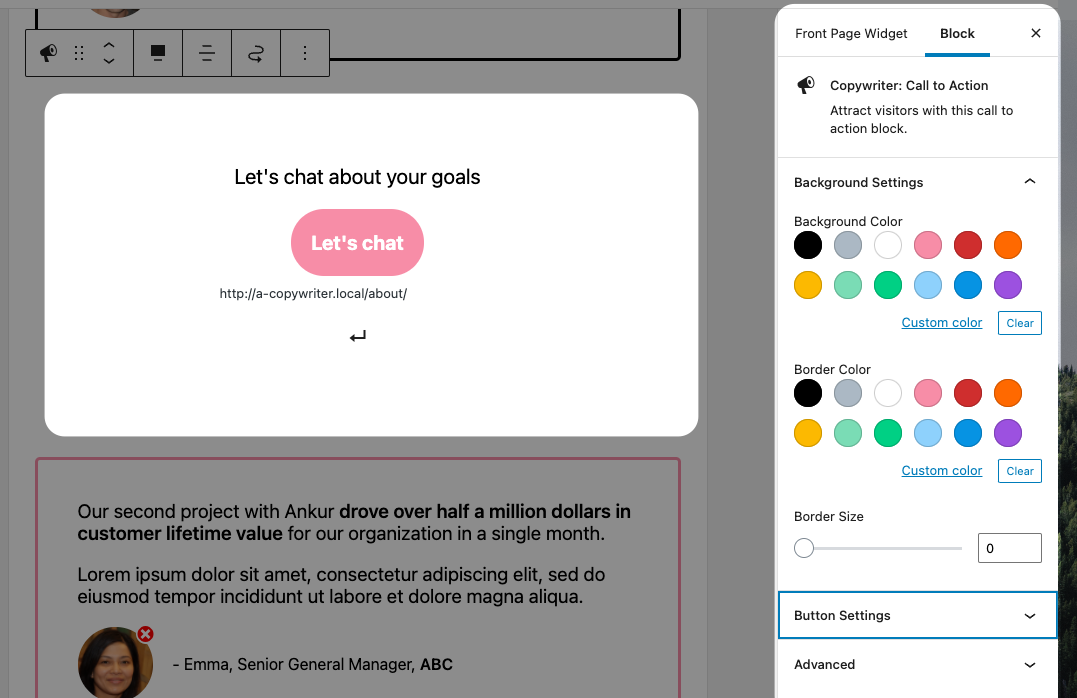 Let's chat about your goals
Let's chat
http://a-copywriter.local/about/
Our second project with Ankur drove over half a million dollars in
customer lifetime value for our organization in a single month.
Lorem ipsum dolor sit amet, consectetur adipiscing elit, sed do
eiusmod tempor incididunt ut labore et dolore magna aliqua.
- Emma, Senior General Manager, ABC
Front Page Widget
Block
Copywriter: Call to Action
Attract visitors with this call to
action block.
Background Settings
Background Color
Custom color
Clear
Border Color
Custom color
Clear
Border Size
0
Button Settings
Advanced